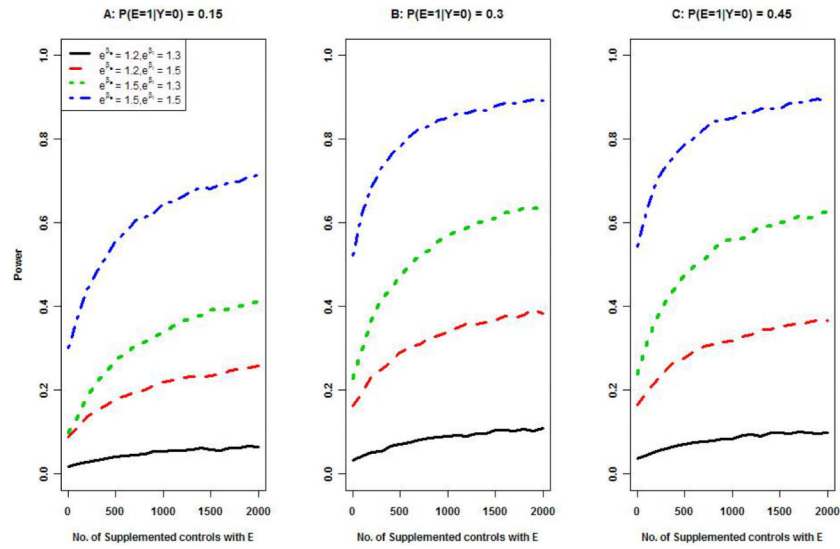 A: P(E=1|Y=0) = 0.15
B: P(E=1|Y=0) = 0.3
C: P(E=1|Y=0) = 0.45
= 1.2, = 1.3
= 1.2, = 1.5
= 1.5, = 1.3
= 1.5, = 1.5
Power
0.0 0.2 0.4 0.6 0.8 1.0
0.0 0.2 0.4 0.6 0.8 1.0
0.0 0.2 0.4 0.6 0.8 1.0
0 500 1000 1500 2000
0 500 1000 1500 2000
0 500 1000 1500 2000
No. of Supplemented controls with E
No. of Supplemented controls with E
No. of Supplemented controls with E